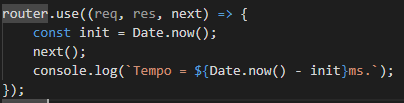 router.use((req, res, next) => {
    const init = Date.now();
    next();
    console.log(`Tempo = ${Date.now() - init}ms.`);
});